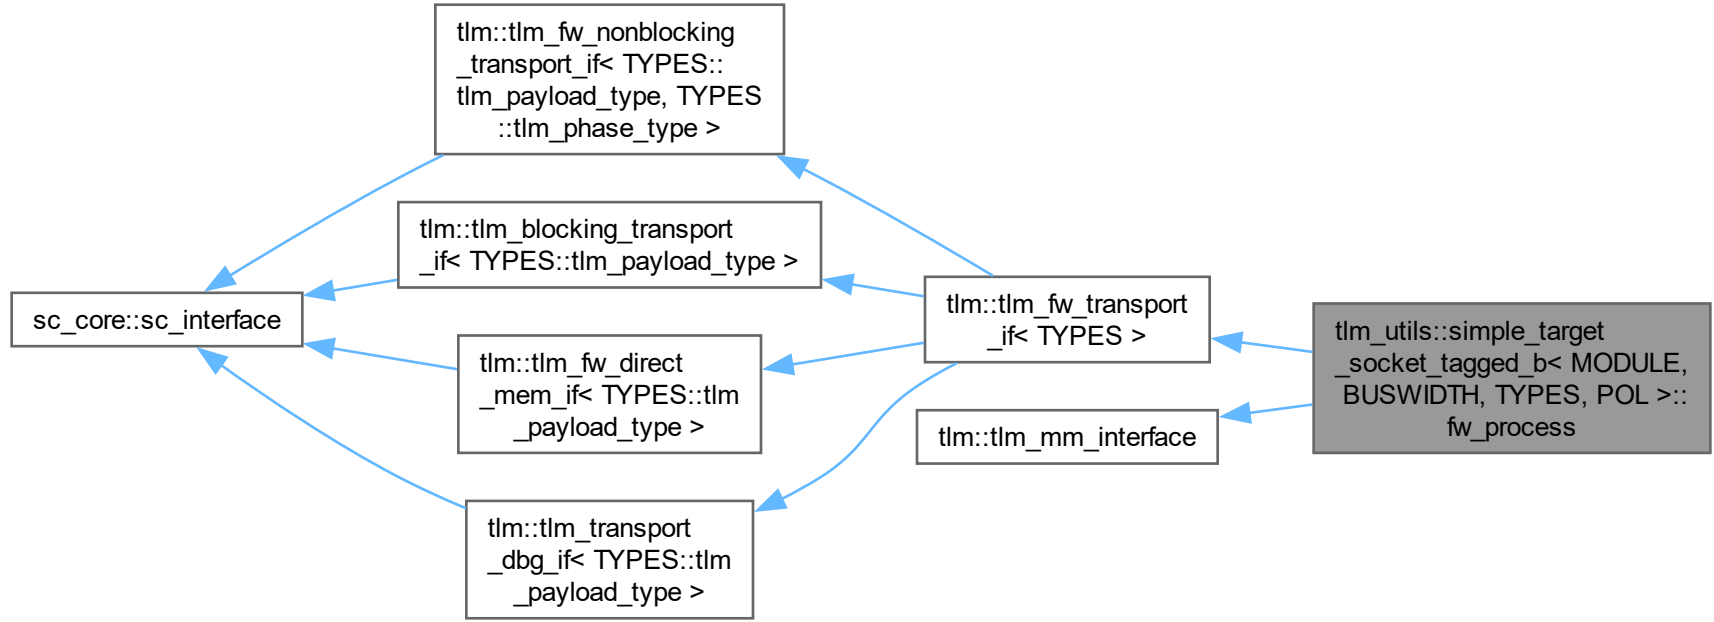 tlm::tlm_fw_nonblocking
_transport_if< TYPES::
tlm_payload_type, TYPES
::tlm_phase_type >
tlm::tlm_blocking_transport
_if< TYPES::tlm_payload_type >
sc_core::sc_interface
tlm::tlm_fw_direct
_mem_if< TYPES::tlm
_payload_type >
tlm::tlm_transport
_dbg_if< TYPES::tlm
_payload_type >
tlm::tlm_fw_transport
_if< TYPES >
tlm::tlm_mm_interface
tlm_utils::simple_target
_socket_tagged_b< MODULE,
BUSWIDTH, TYPES, POL >::
fw_process